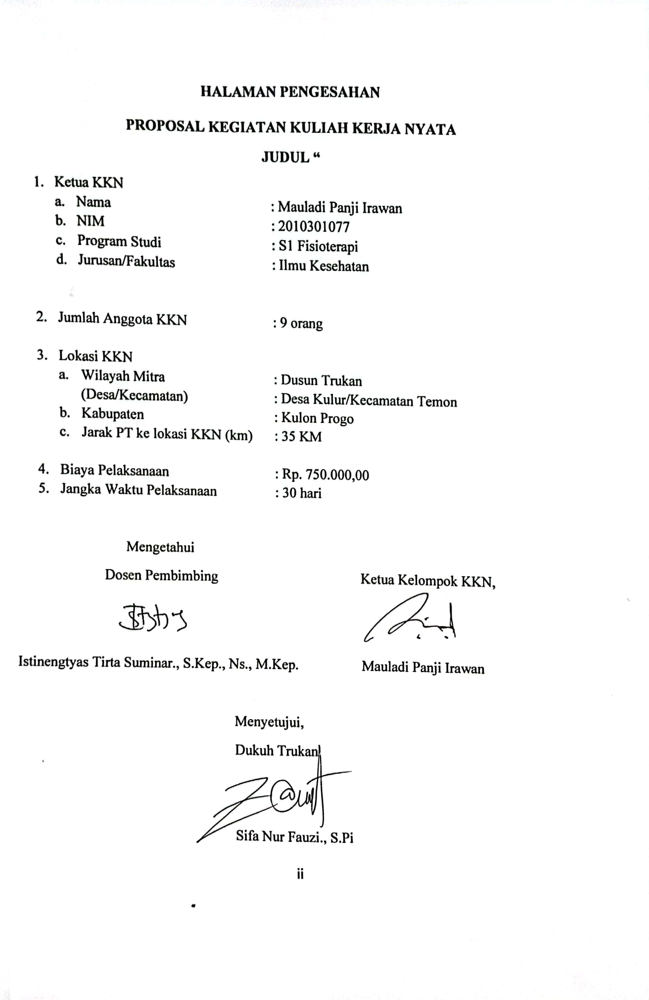 HALAMAN PENGESAHAN
PROPOSAL KEGIATAN KULIAH KERJA NYATA
JUDUL “
1. Ketua KKN
a. Nama : Mauladi Panji Irawan
b. NIM : 2010301077
c. Program Studi : S1 Fisioterapi
d. Jurusan/Fakultas : Ilmu Kesehatan
2. Jumlah Anggota KKN : 9 orang
3. Lokasi KKN
a. Wilayah Mitra : Dusun Trukan
(Desa/Kecamatan) : Desa Kulur/Kecamatan Temon
b. Kabupaten : Kulon Progo
c. Jarak PT ke lokasi KKN (km) : 35 KM
4. Biaya Pelaksanaan : Rp. 750.000,00
5. Jangka Waktu Pelaksanaan : 30 hari
Mengetahui
Dosen Pembimbing Ketua Kelompok KKN,
Istinengtyas Tirta Suminar., S.Kep., Ns., M.Kep. Mauladi Panji Irawan
Menyetujui,
Dukuh Trukan
Sifa Nur Fauzi., S.Pi
ii